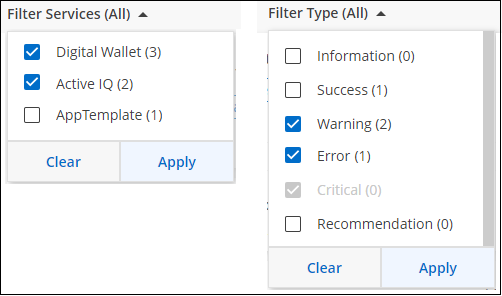 Filter Services (All)
Digital Wallet (3)
Active IQ (2)
AppTemplate (1)
Clear
Apply
Filter Type (All)
Information (0)
Success (1)
Warning (2)
Error (1)
Critical (0)
Recommendation (0)
Clear
Apply